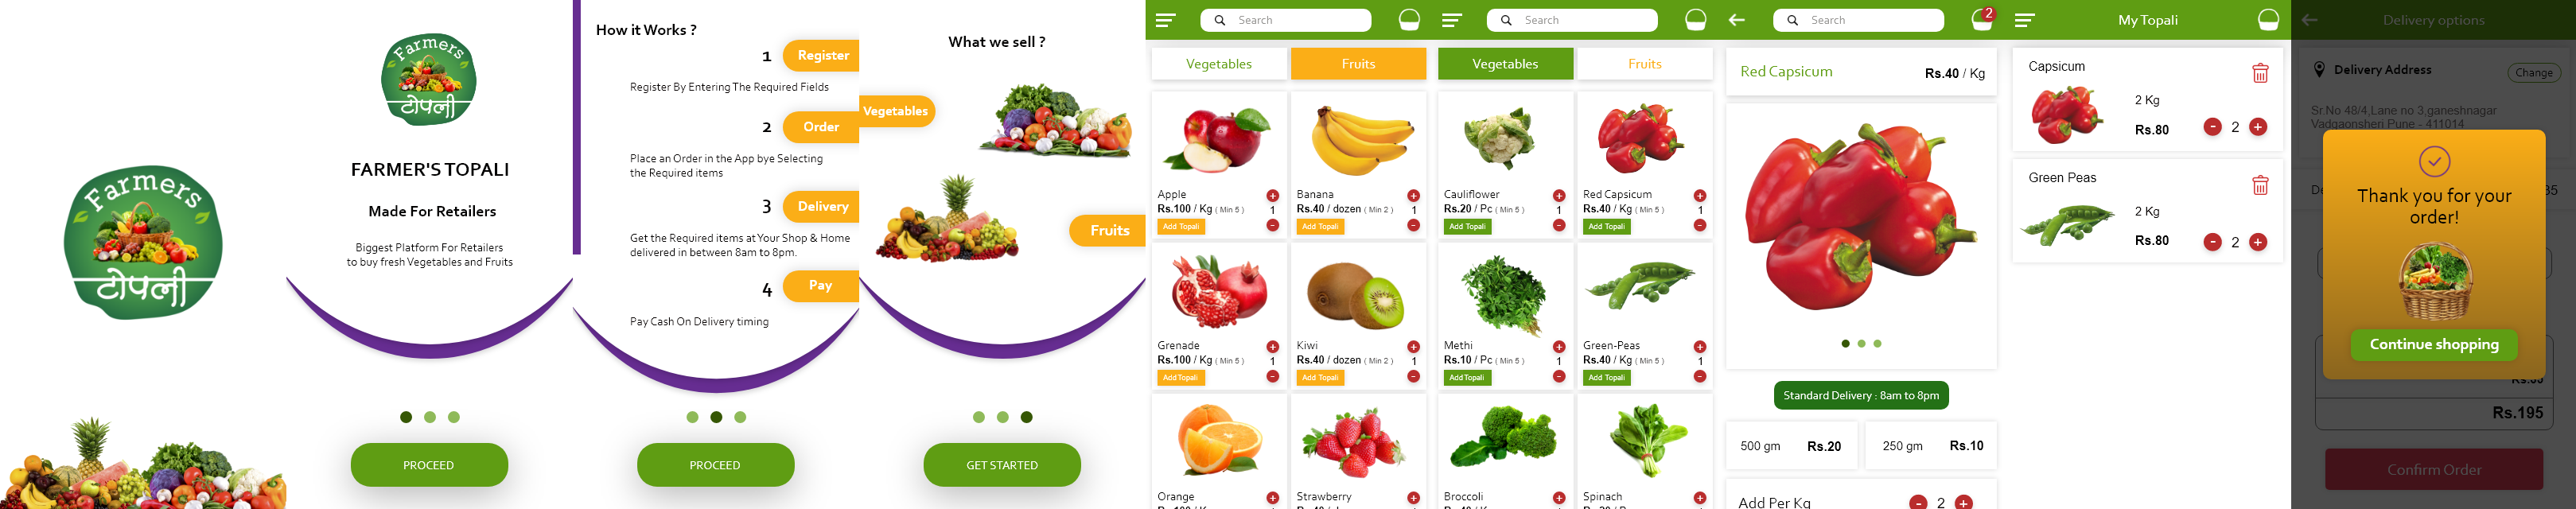 Farmers
टोपली
Farmers
टोपली
FARMER'S TOPALI
Made For Retailers
Biggest Platform For Retailers
to buy fresh Vegetables and Fruits
PROCEED
How it Works ?
1 Register
Register By Entering The Required Fields
2 Order
Place an Order in the App bye Selecting
the Required items
3 Delivery
Get the Required items at Your Shop & Home
delivered in between 8am to 8pm.
4 Pay
Pay Cash On Delivery timing
PROCEED
What we sell ?
Vegetables
Fruits
GET STARTED
Search
Vegetables Fruits
Apple +
Rs.100 / Kg ( Min 5 ) 1
Add Topali -
Banana +
Rs.40 / dozen ( Min 2 ) 1
Add Topali -
Grenade +
Rs.100 / Kg ( Min 5 ) 1
Add Topali -
Kiwi +
Rs.40 / dozen ( Min 2 ) 1
Add Topali -
Orange +
Strawberry +
Search
Vegetables Fruits
Cauliflower +
Rs.20 / Pc ( Min 5 ) 1
Add Topali -
Red Capsicum +
Rs.40 / Kg ( Min 5 ) 1
Add Topali -
Methi +
Rs.10 / Pc ( Min 5 ) 1
Add Topali -
Green-Peas +
Rs.40 / Kg ( Min 5 ) 1
Add Topali -
Broccoli +
Spinach +
Search 2
Red Capsicum Rs.40 / Kg
Standard Delivery : 8am to 8pm
500 gm Rs.20
250 gm Rs.10
Add Per Kg - 2 +
My Topali
Capsicum
2 Kg
Rs.80 - 2 +
Green Peas
2 Kg
Rs.80 - 2 +
Delivery options
Delivery Address Change
Sr.No 48/4,Lane no 3,ganeshnagar
Vadgaonsheri Pune - 411014
Thank you for your
order!
Continue shopping
Rs.195
Confirm Order